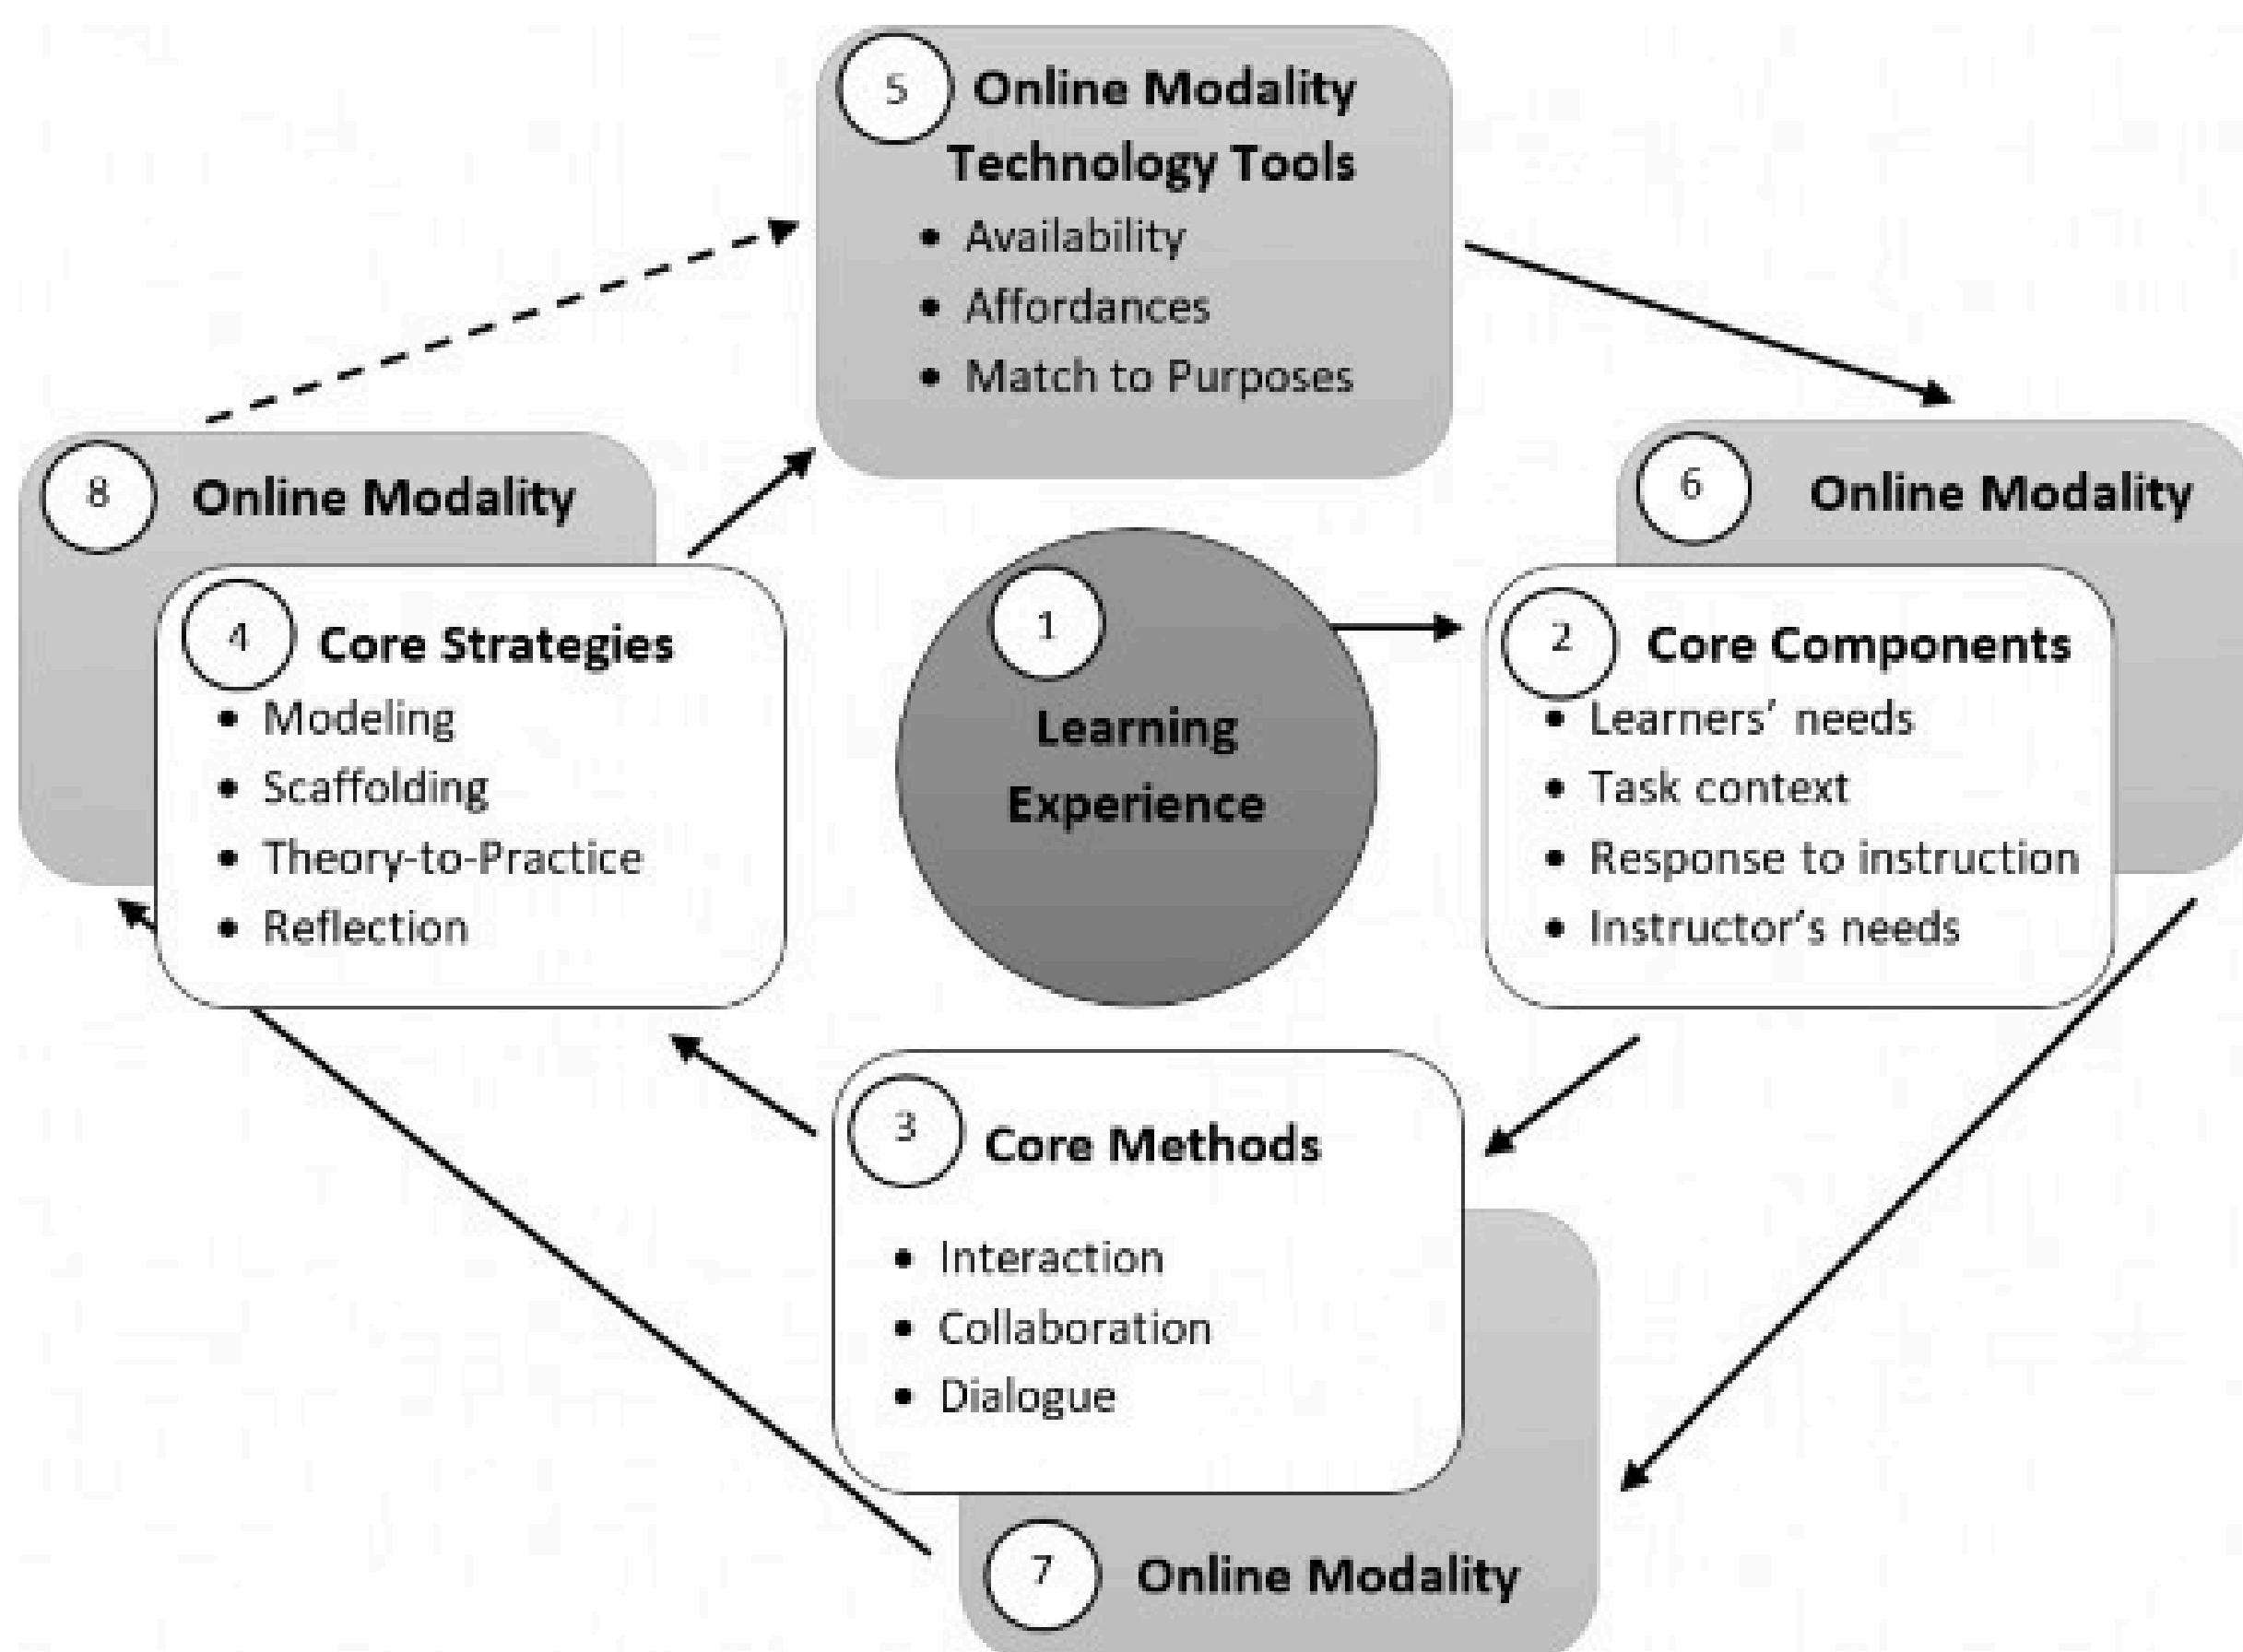 5
Online Modality
Technology Tools
• Availability
• Affordances
• Match to Purposes
8
Online Modality
6
Online Modality
4
Core Strategies
• Modeling
• Scaffolding
• Theory-to-Practice
• Reflection
1
Learning
Experience
2
Core Components
• Learners’ needs
• Task context
• Response to instruction
• Instructor’s needs
3
Core Methods
• Interaction
• Collaboration
• Dialogue
7
Online Modality